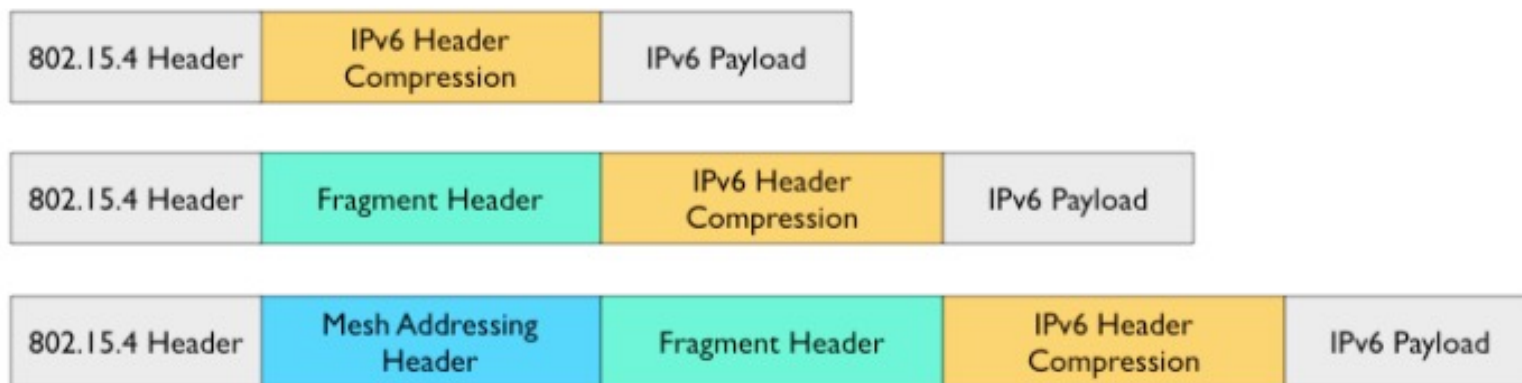 802.15.4 Header IPv6 Header Compression IPv6 Payload
802.15.4 Header Fragment Header IPv6 Header Compression IPv6 Payload
802.15.4 Header Mesh Addressing Header Fragment Header IPv6 Header Compression IPv6 Payload